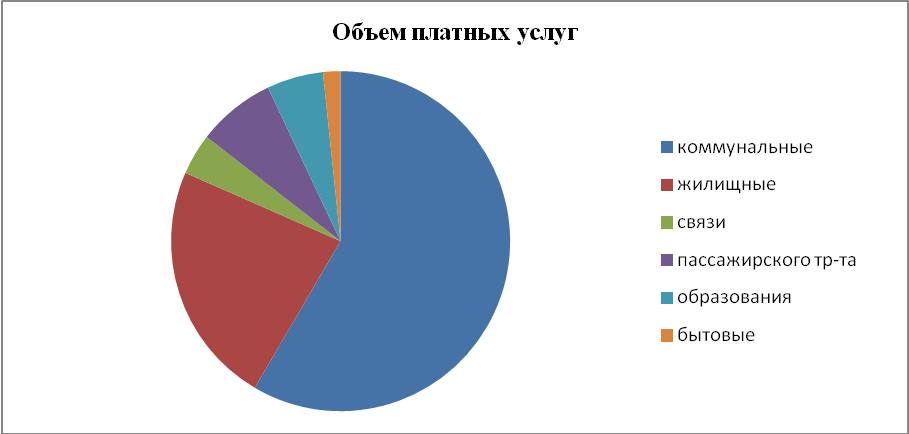 Объем платных услуг
коммунальные
жилищные
связи
пассажирского тр-та
образования
бытовые